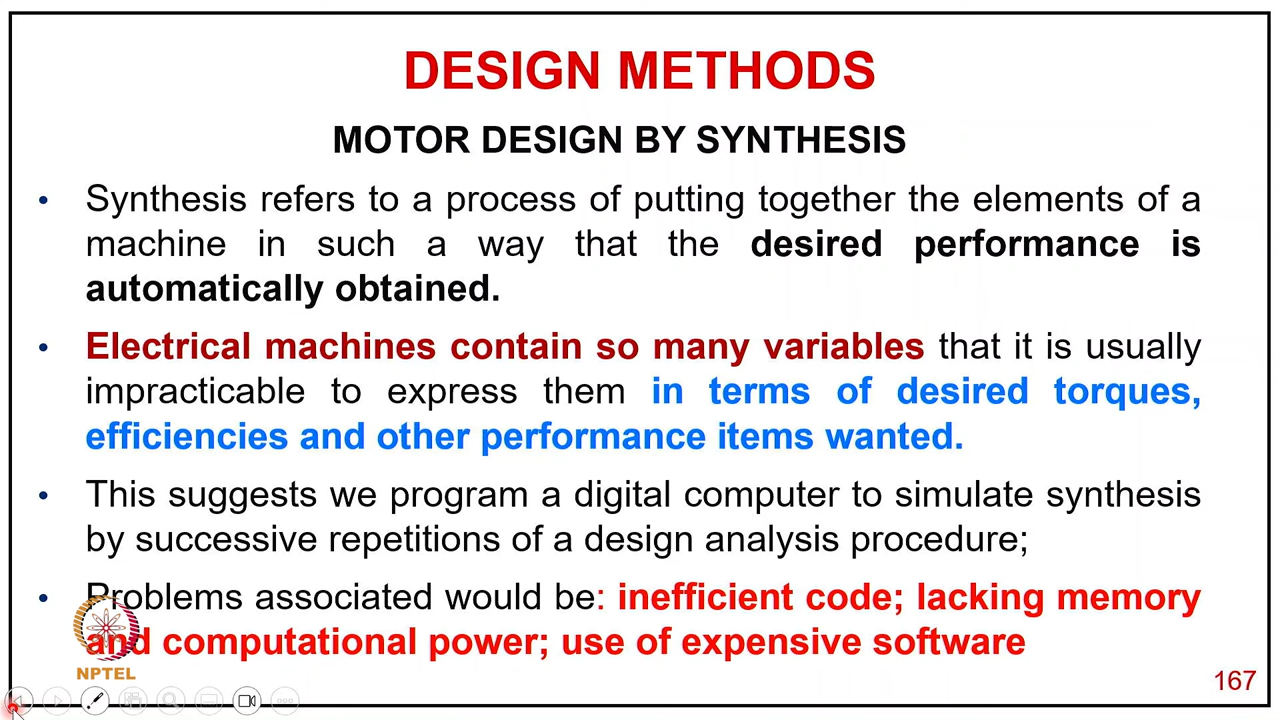 DESIGN METHODS
MOTOR DESIGN BY SYNTHESIS
• Synthesis refers to a process of putting together the elements of a
machine in such a way that the desired performance is
automatically obtained.
• Electrical machines contain so many variables that it is usually
impracticable to express them in terms of desired torques,
efficiencies and other performance items wanted.
• This suggests we program a digital computer to simulate synthesis
by successive repetitions of a design analysis procedure;
• Problems associated would be: inefficient code; lacking memory
and computational power; use of expensive software
NPTEL
167